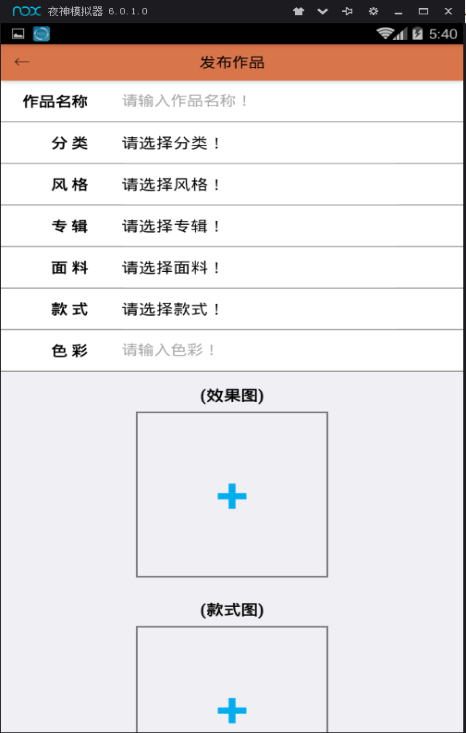 nox 夜神模拟器 6.0.1.0
5:40
← 发布作品
作品名称 请输入作品名称！
分类 请选择分类！
风格 请选择风格！
专辑 请选择专辑！
面料 请选择面料！
款式 请选择款式！
色彩 请输入色彩！
(效果图)
(款式图)